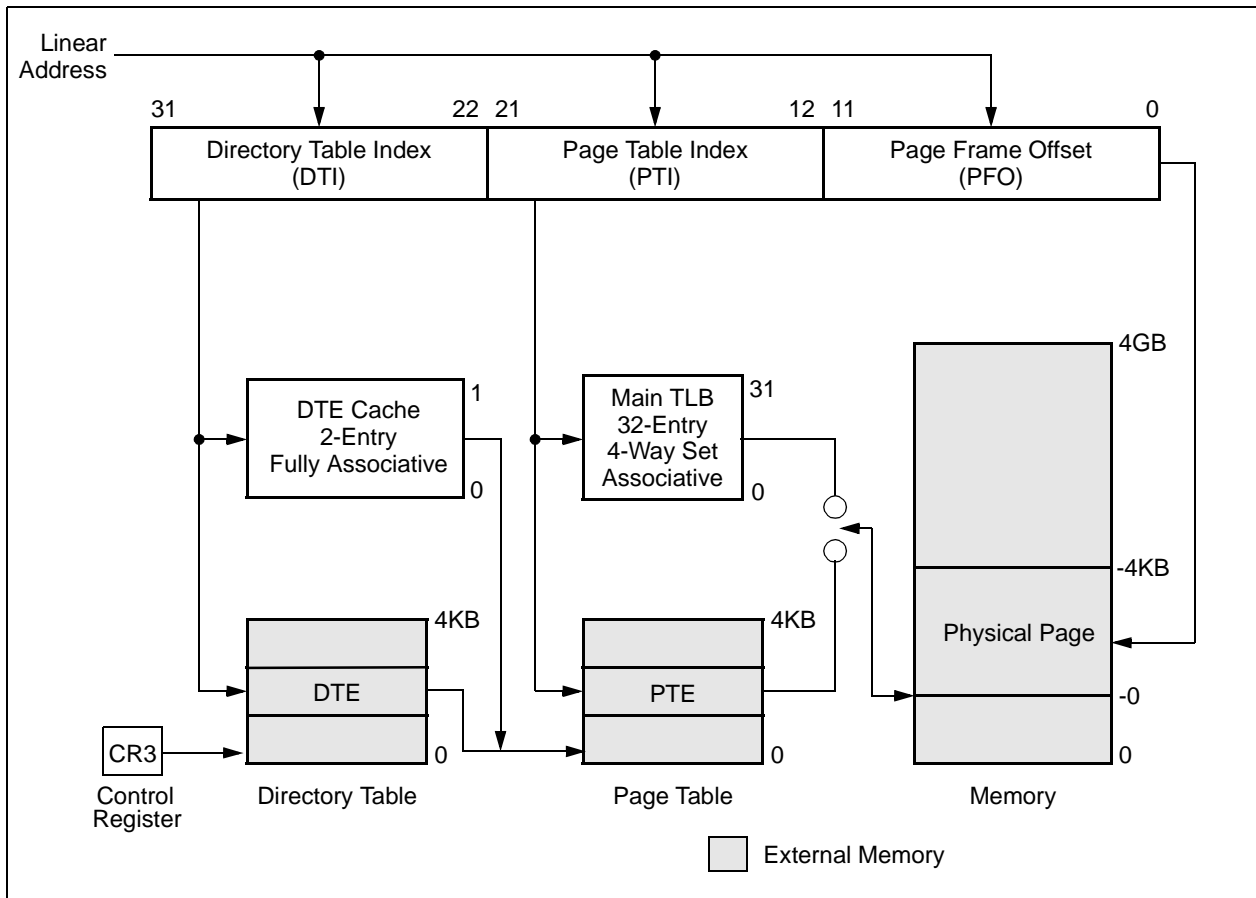 Linear
Address
31
22
21
12
11
0
Directory Table Index
(DTI)
Page Table Index
(PTI)
Page Frame Offset
(PFO)
4GB
DTE Cache
2-Entry
Fully Associative
1
0
Main TLB
32-Entry
4-Way Set
Associative
31
0
-4KB
Physical Page
-0
0
4KB
DTE
0
4KB
PTE
0
CR3
Control
Register
Directory Table
Page Table
Memory
External Memory